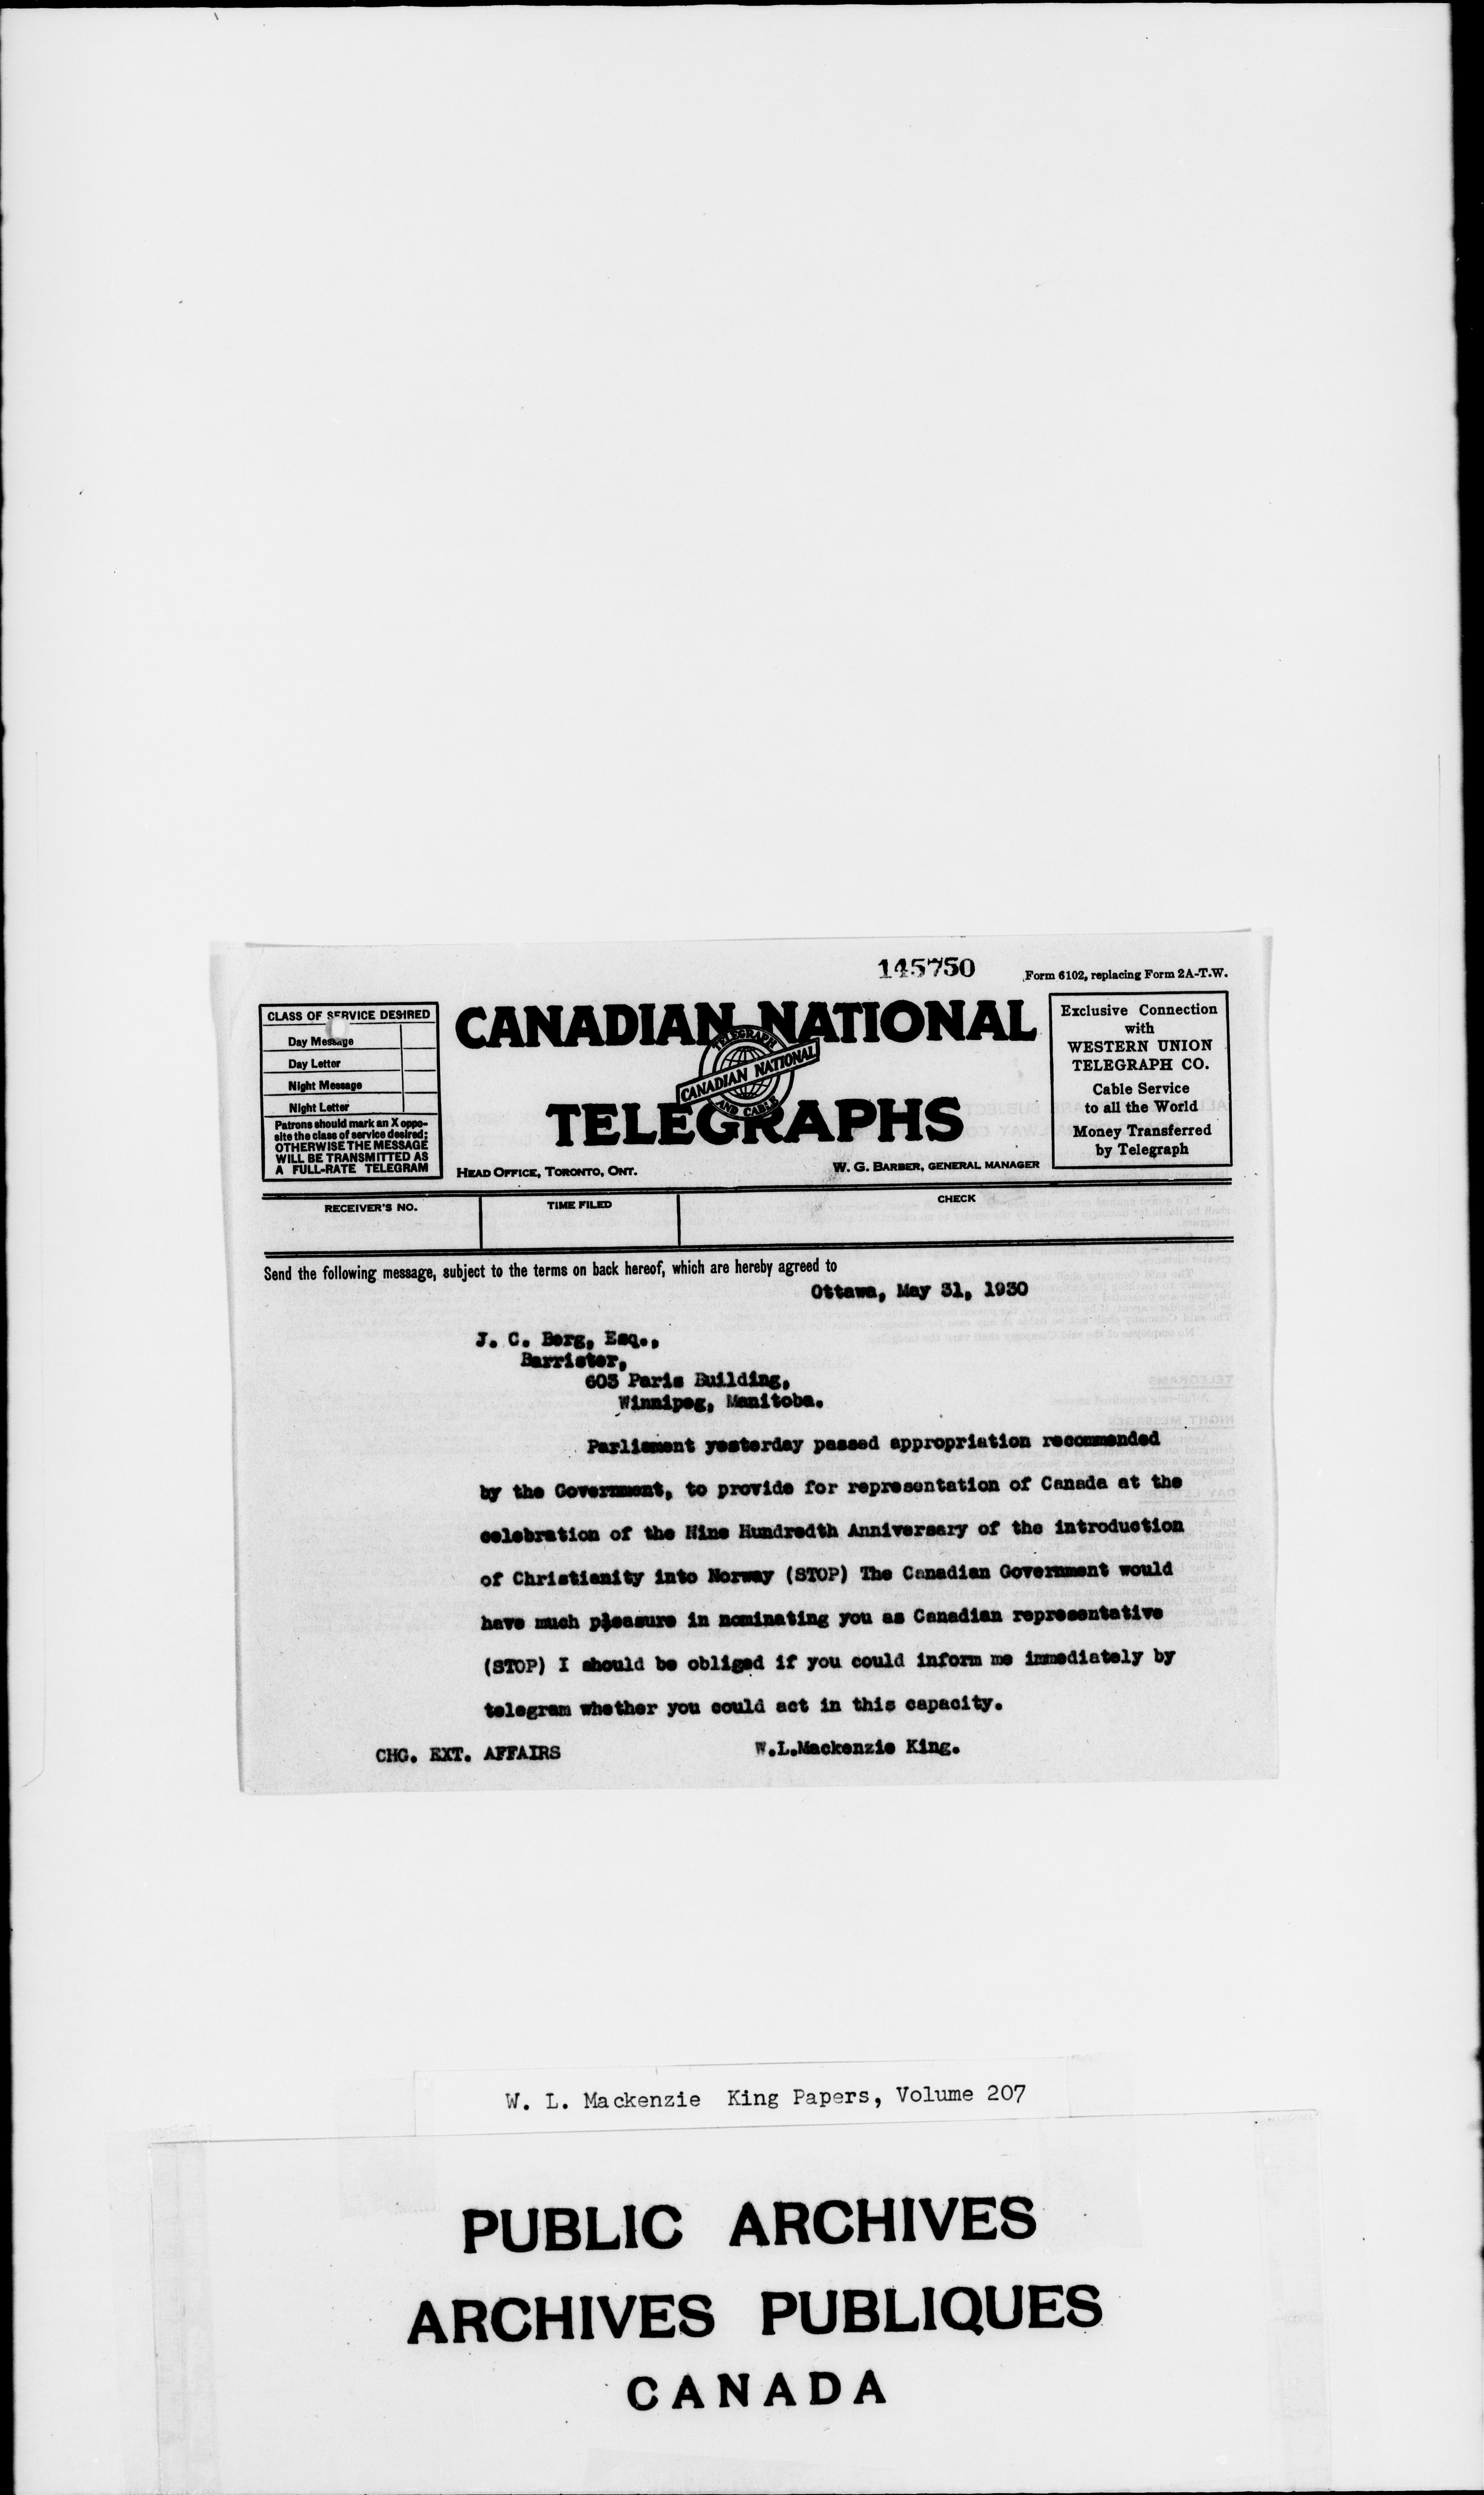 145750
Form 6102, replacing Form 2A-T.W.
CLASS OF SERVICE DESIRED
Day Message
Day Letter
Night Message
Night Letter
Patrons should mark an X oppo-
site the class of service desired;
OTHERWISE THE MESSAGE
WILL BE TRANSMITTED AS
A FULL-RATE TELEGRAM
CANADIAN NATIONAL
TELEGRAPH
CANADIAN NATIONAL
AND CABLE
TELEGRAPHS
HEAD OFFICE, TORONTO, ONT.
W. G. BARBER, GENERAL MANAGER
Exclusive Connection
with
WESTERN UNION
TELEGRAPH CO.
Cable Service
to all the World
Money Transferred
by Telegraph
RECEIVER'S NO.
TIME FILED
CHECK
Send the following message, subject to the terms on back hereof, which are hereby agreed to
Ottawa, May 31, 1930
J. C. Berg, Esq.,
Barrister,
603 Paris Building,
Winnipeg, Manitoba.
Parliament yesterday passed appropriation recommended
by the Government, to provide for representation of Canada at the
celebration of the Nine Hundredth Anniversary of the introduction
of Christianity into Norway (STOP) The Canadian Government would
have much pleasure in nominating you as Canadian representative
(STOP) I should be obliged if you could inform me immediately by
telegram whether you could act in this capacity.
CHG. EXT. AFFAIRS
W.L.Mackenzie King.
W. L. Mackenzie King Papers, Volume 207
PUBLIC ARCHIVES
ARCHIVES PUBLIQUES
CANADA